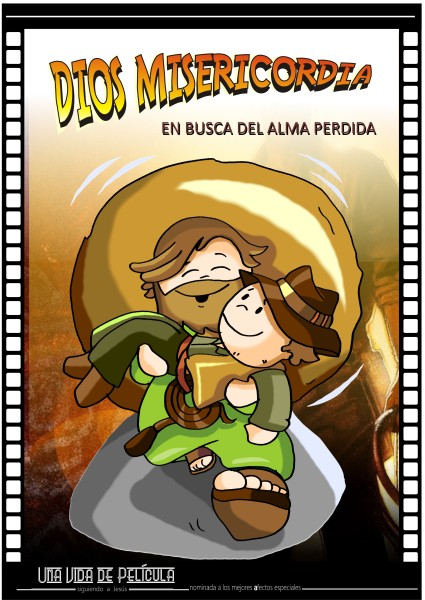 DIOS MISERICORDIA
EN BUSCA DEL ALMA PERDIDA
UNA VIDA DE PELÍCULA
siguiendo a Jesús
nominada a los mejores afectos especiales